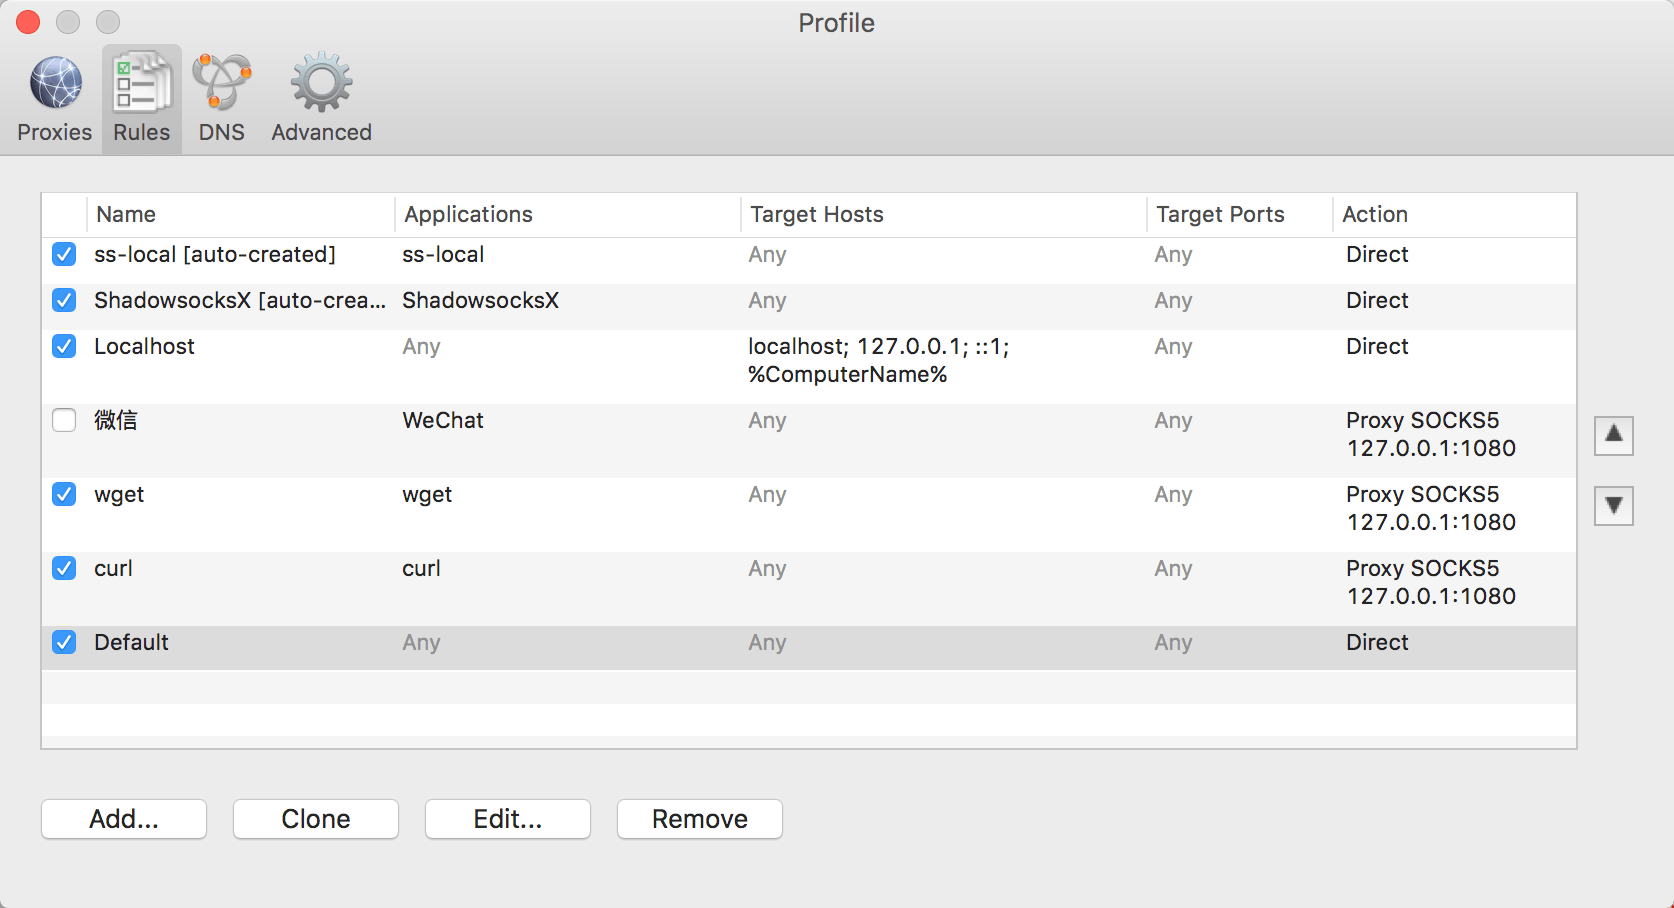 Profile
Proxies Rules DNS Advanced
Name Applications Target Hosts Target Ports Action
ss-local [auto-created] ss-local Any Any Direct
ShadowsocksX [auto-crea... ShadowsocksX Any Any Direct
Localhost Any localhost; 127.0.0.1; ::1; Any Direct
%ComputerName%
微信 WeChat Any Any Proxy SOCKS5
127.0.0.1:1080
wget wget Any Any Proxy SOCKS5
127.0.0.1:1080
curl curl Any Any Proxy SOCKS5
127.0.0.1:1080
Default Any Any Any Direct
Add... Clone Edit... Remove